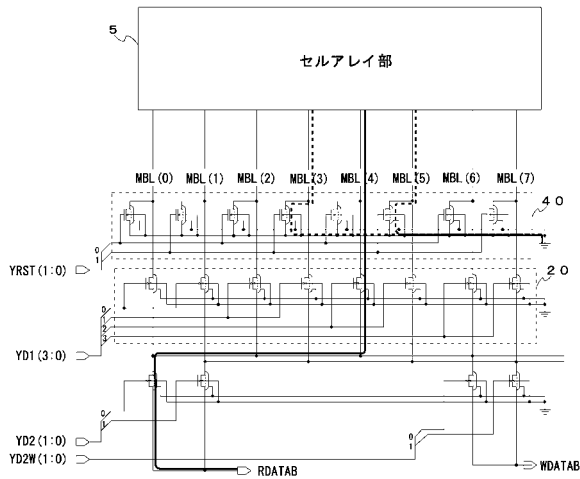 5
セルアレイ部
MBL(0) MBL(1) MBL(2) MBL(3) MBL(4) MBL(5) MBL(6) MBL(7)
40
0
1
YRST(1:0)
20
0
1
2
3
YD1(3:0)
0
1
YD2(1:0)
0
1
YD2W(1:0)
RDATAB
WDATAB